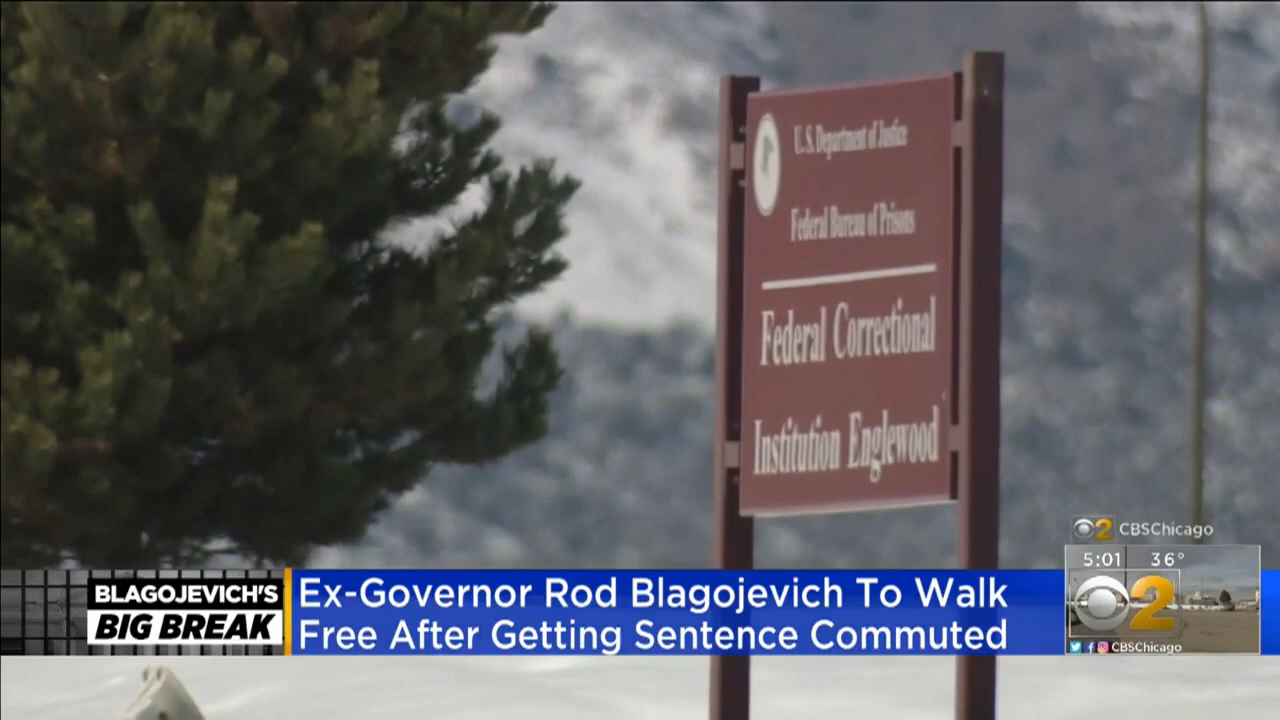 U. S. Department of Justice
Federal Bureau of Prisons
Federal Correctional
Institution Englewood
2 CBSChicago
5:01 36°
2
BLAGOJEVICH'S
BIG BREAK
Ex-Governor Rod Blagojevich To Walk
Free After Getting Sentence Commuted
CBSChicago